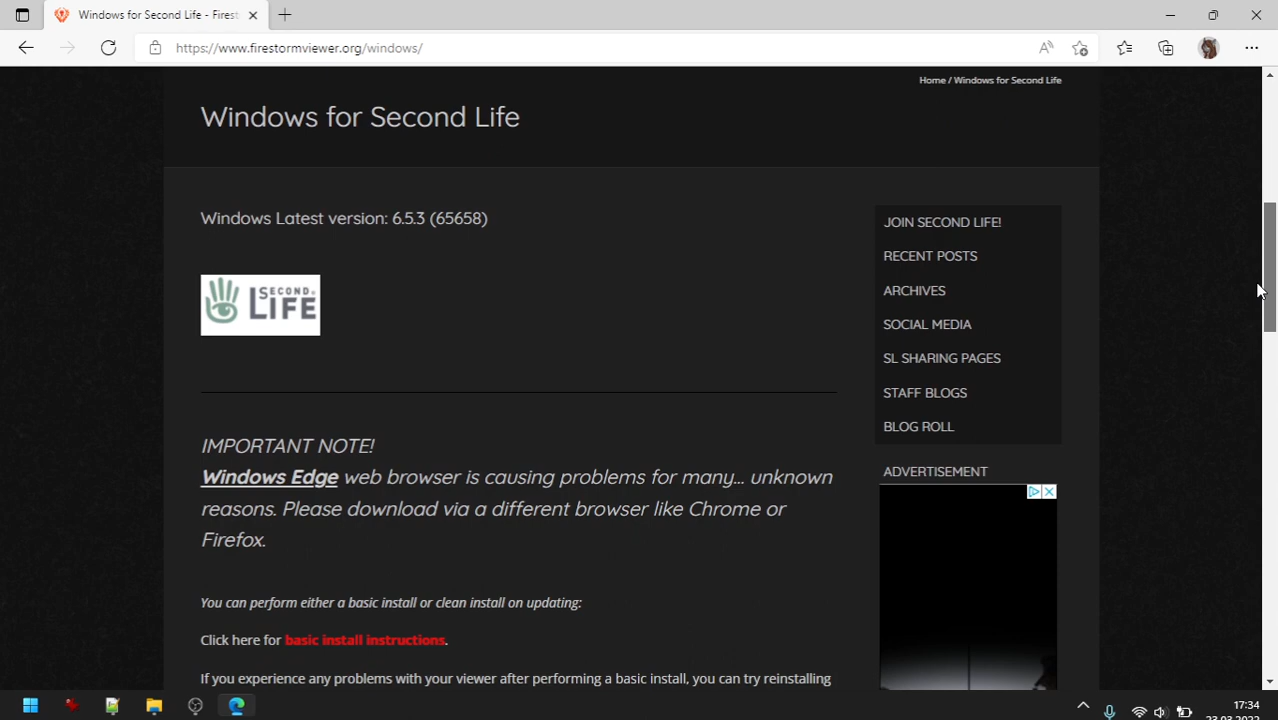 Windows for Second Life - Firest
https://www.firestormviewer.org/windows/
Home / Windows for Second Life
Windows for Second Life
Windows Latest version: 6.5.3 (65658)
SECOND
LIFE
IMPORTANT NOTE!
Windows Edge web browser is causing problems for many... unknown
reasons. Please download via a different browser like Chrome or
Firefox.
You can perform either a basic install or clean install on updating:
Click here for basic install instructions.
If you experience any problems with your viewer after performing a basic install, you can try reinstalling
JOIN SECOND LIFE!
RECENT POSTS
ARCHIVES
SOCIAL MEDIA
SL SHARING PAGES
STAFF BLOGS
BLOG ROLL
ADVERTISEMENT
17:34
23.03.2022